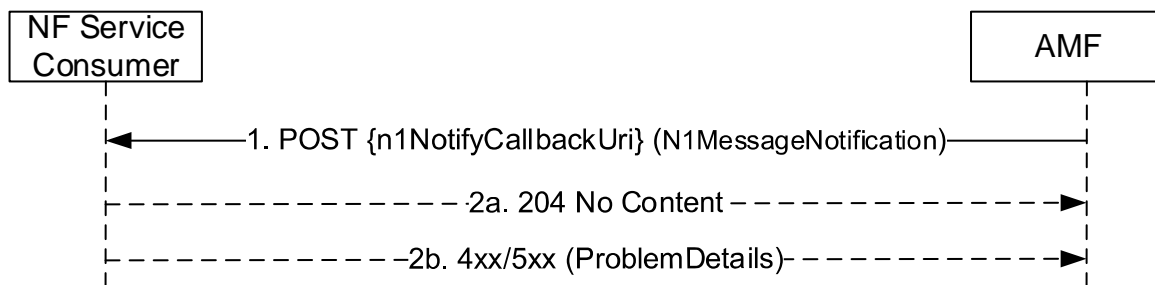 NF Service
Consumer
AMF
1. POST {n1NotifyCallbackUri} (N1MessageNotification)
2a. 204 No Content
2b. 4xx/5xx (ProblemDetails)